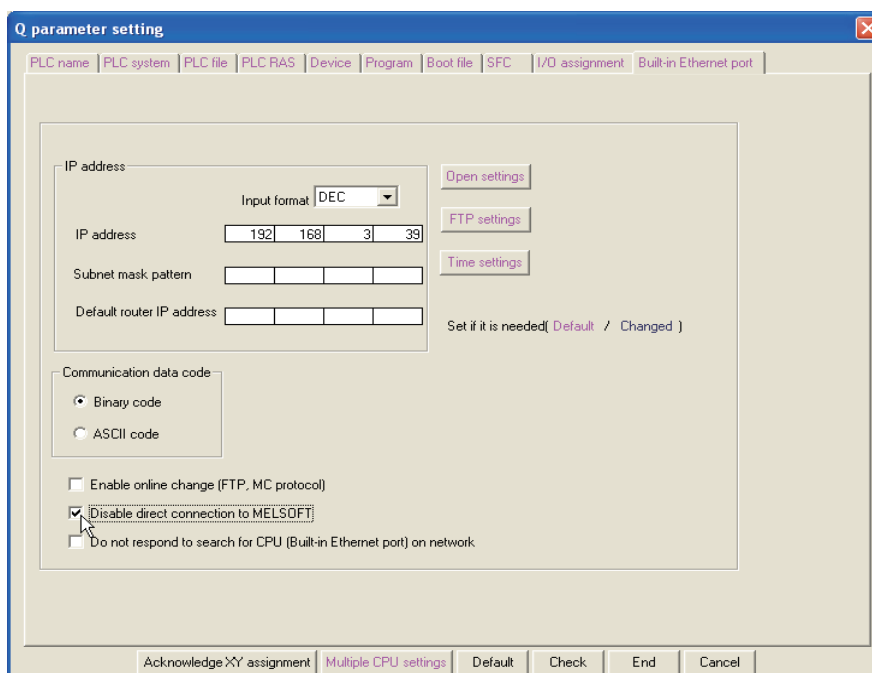 Q parameter setting
PLC name PLC system PLC file PLC RAS Device Program Boot file SFC I/O assignment Built-in Ethernet port
IP address
Input format DEC
IP address 192 168 3 39
Subnet mask pattern
Default router IP address
Open settings
FTP settings
Time settings
Set if it is needed( Default / Changed )
Communication data code
Binary code
ASCII code
Enable online change (FTP, MC protocol)
Disable direct connection to MELSOFT
Do not respond to search for CPU (Built-in Ethernet port) on network
Acknowledge XY assignment Multiple CPU settings Default Check End Cancel